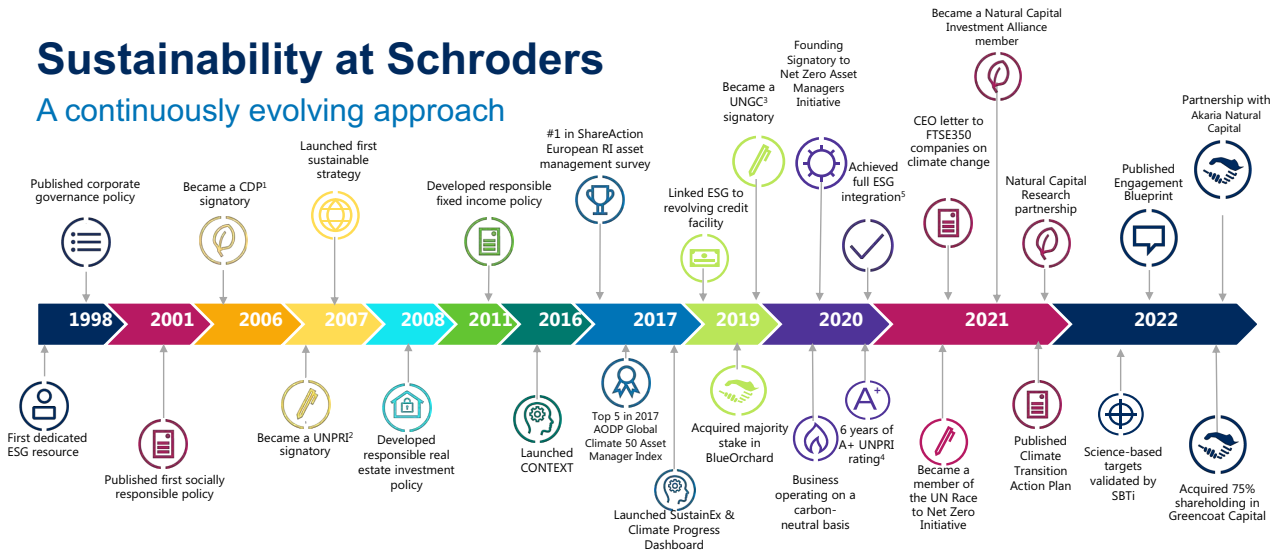 Sustainability at Schroders
A continuously evolving approach
Published corporate
governance policy
Became a CDP1
signatory
Launched first
sustainable
strategy
Developed responsible
fixed income policy
#1 in ShareAction
European RI asset
management survey
Linked ESG to
revolving credit
facility
Became a
UNGC3
signatory
Founding
Signatory to
Net Zero Asset
Managers
Initiative
Achieved
full ESG
integration5
CEO letter to
FTSE350
companies on
climate change
Became a Natural Capital
Investment Alliance
member
Natural Capital
Research
partnership
Published
Engagement
Blueprint
Partnership with
Akaria Natural
Capital
1998
2001
2006
2007
2008
2011
2016
2017
2019
2020
2021
2022
First dedicated
ESG resource
Published first socially
responsible policy
Became a UNPRI2
signatory
Developed
responsible real
estate investment
policy
Launched
CONTEXT
Top 5 in 2017
AODP Global
Climate 50 Asset
Manager Index
Launched SustainEx &
Climate Progress
Dashboard
Acquired majority
stake in
BlueOrchard
Business
operating on a
carbon-
neutral basis
A+
6 years of
A+ UNPRI
rating4
Became a
member of
the UN Race
to Net Zero
Initiative
Published
Climate
Transition
Action Plan
Science-based
targets
validated by
SBTi
Acquired 75%
shareholding in
Greencoat Capital